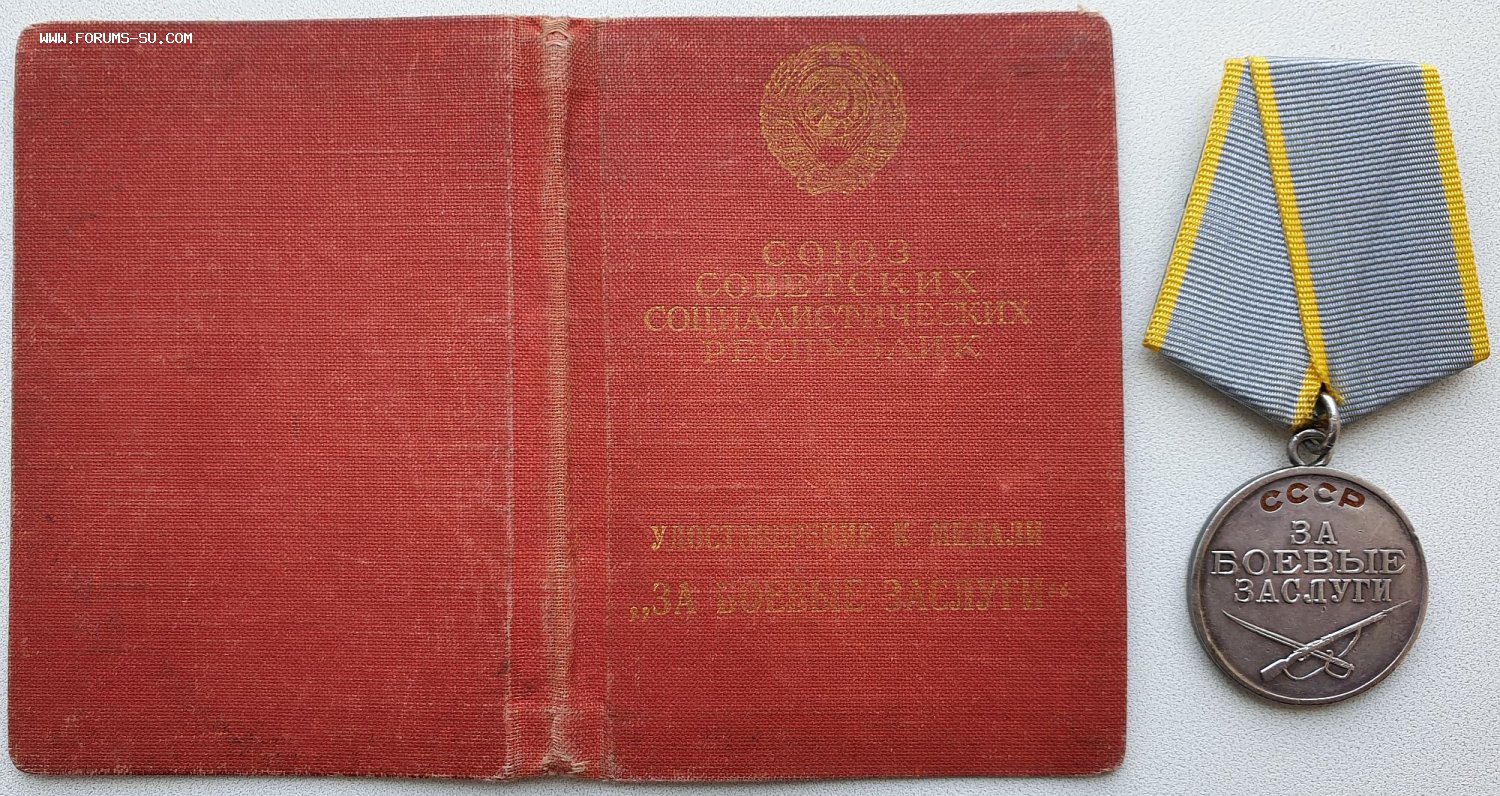 WWW.FORUMS-SU.COM
СОЮЗ
СОВЕТСКИХ
СОЦИАЛИСТИЧЕСКИХ
РЕСПУБЛИК
УДОСТОВЕРЕНИЕ К МЕДАЛИ
„ЗА БОЕВЫЕ ЗАСЛУГИ“
СССР
ЗА
БОЕВЫЕ
ЗАСЛУГИ